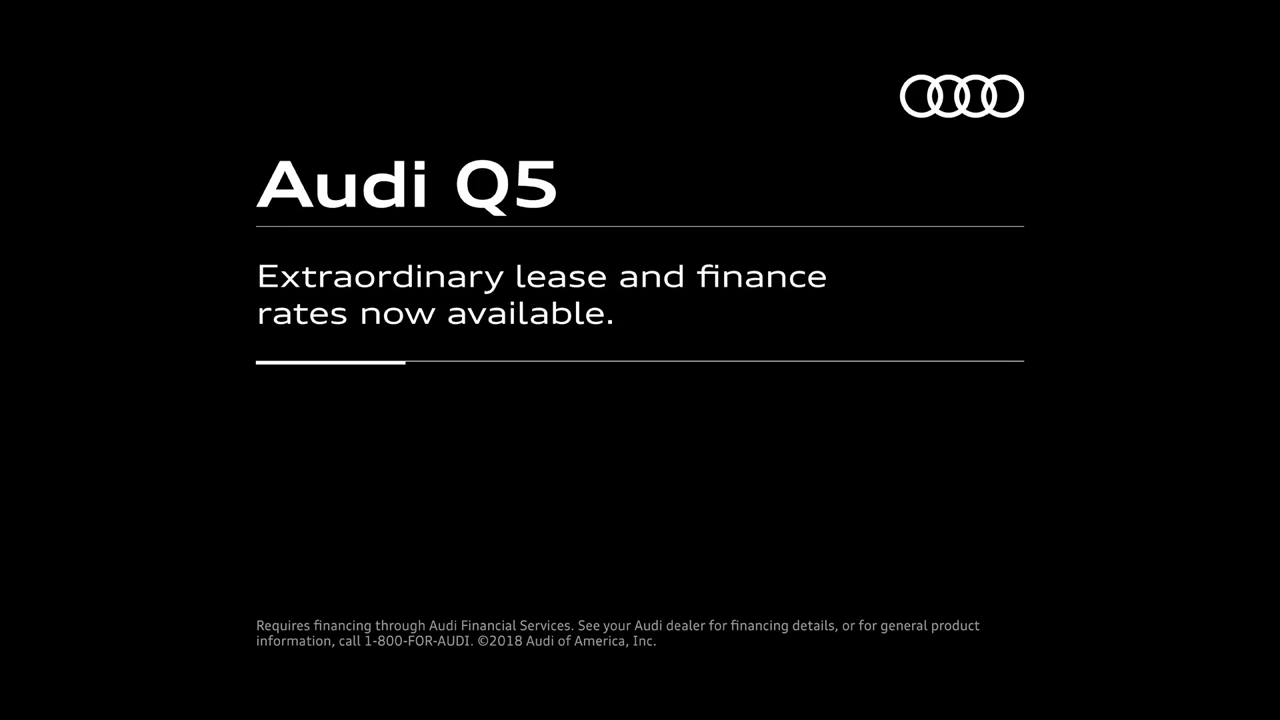 Audi Q5
Extraordinary lease and finance
rates now available.
Requires financing through Audi Financial Services. See your Audi dealer for financing details, or for general product
information, call 1-800-FOR-AUDI. ©2018 Audi of America, Inc.